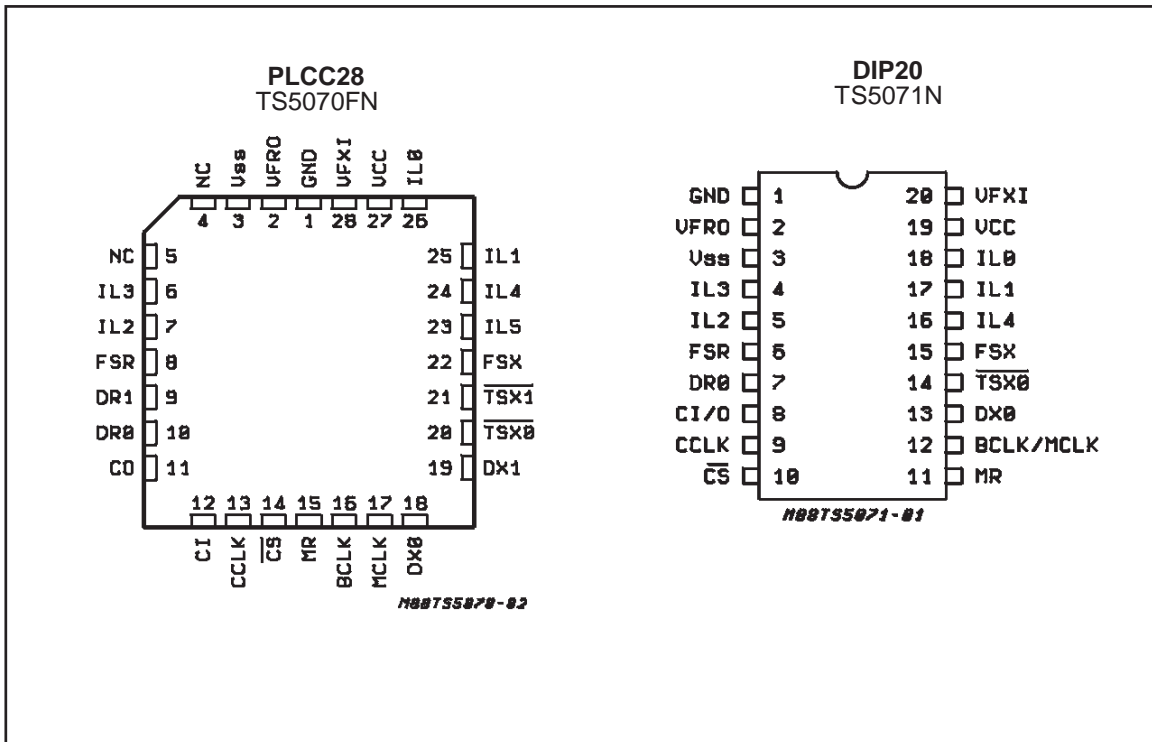 PLCC28
TS5070FN
NC Vss VFRO GND VFXI VCC IL0
4 3 2 1 28 27 26
NC 5 25 IL1
IL3 6 24 IL4
IL2 7 23 IL5
FSR 8 22 FSX
DR1 9 21 TSX1
DR0 10 20 TSX0
CO 11 19 DX1
12 13 14 15 16 17 18
CI CCLK CS MR BCLK MCLK DX0
M88TS5070-02
DIP20
TS5071N
GND 1 20 VFXI
VFRO 2 19 VCC
Vss 3 18 IL0
IL3 4 17 IL1
IL2 5 16 IL4
FSR 6 15 FSX
DR0 7 14 TSX0
CI/O 8 13 DX0
CCLK 9 12 BCLK/MCLK
CS 10 11 MR
M88TS5071-01